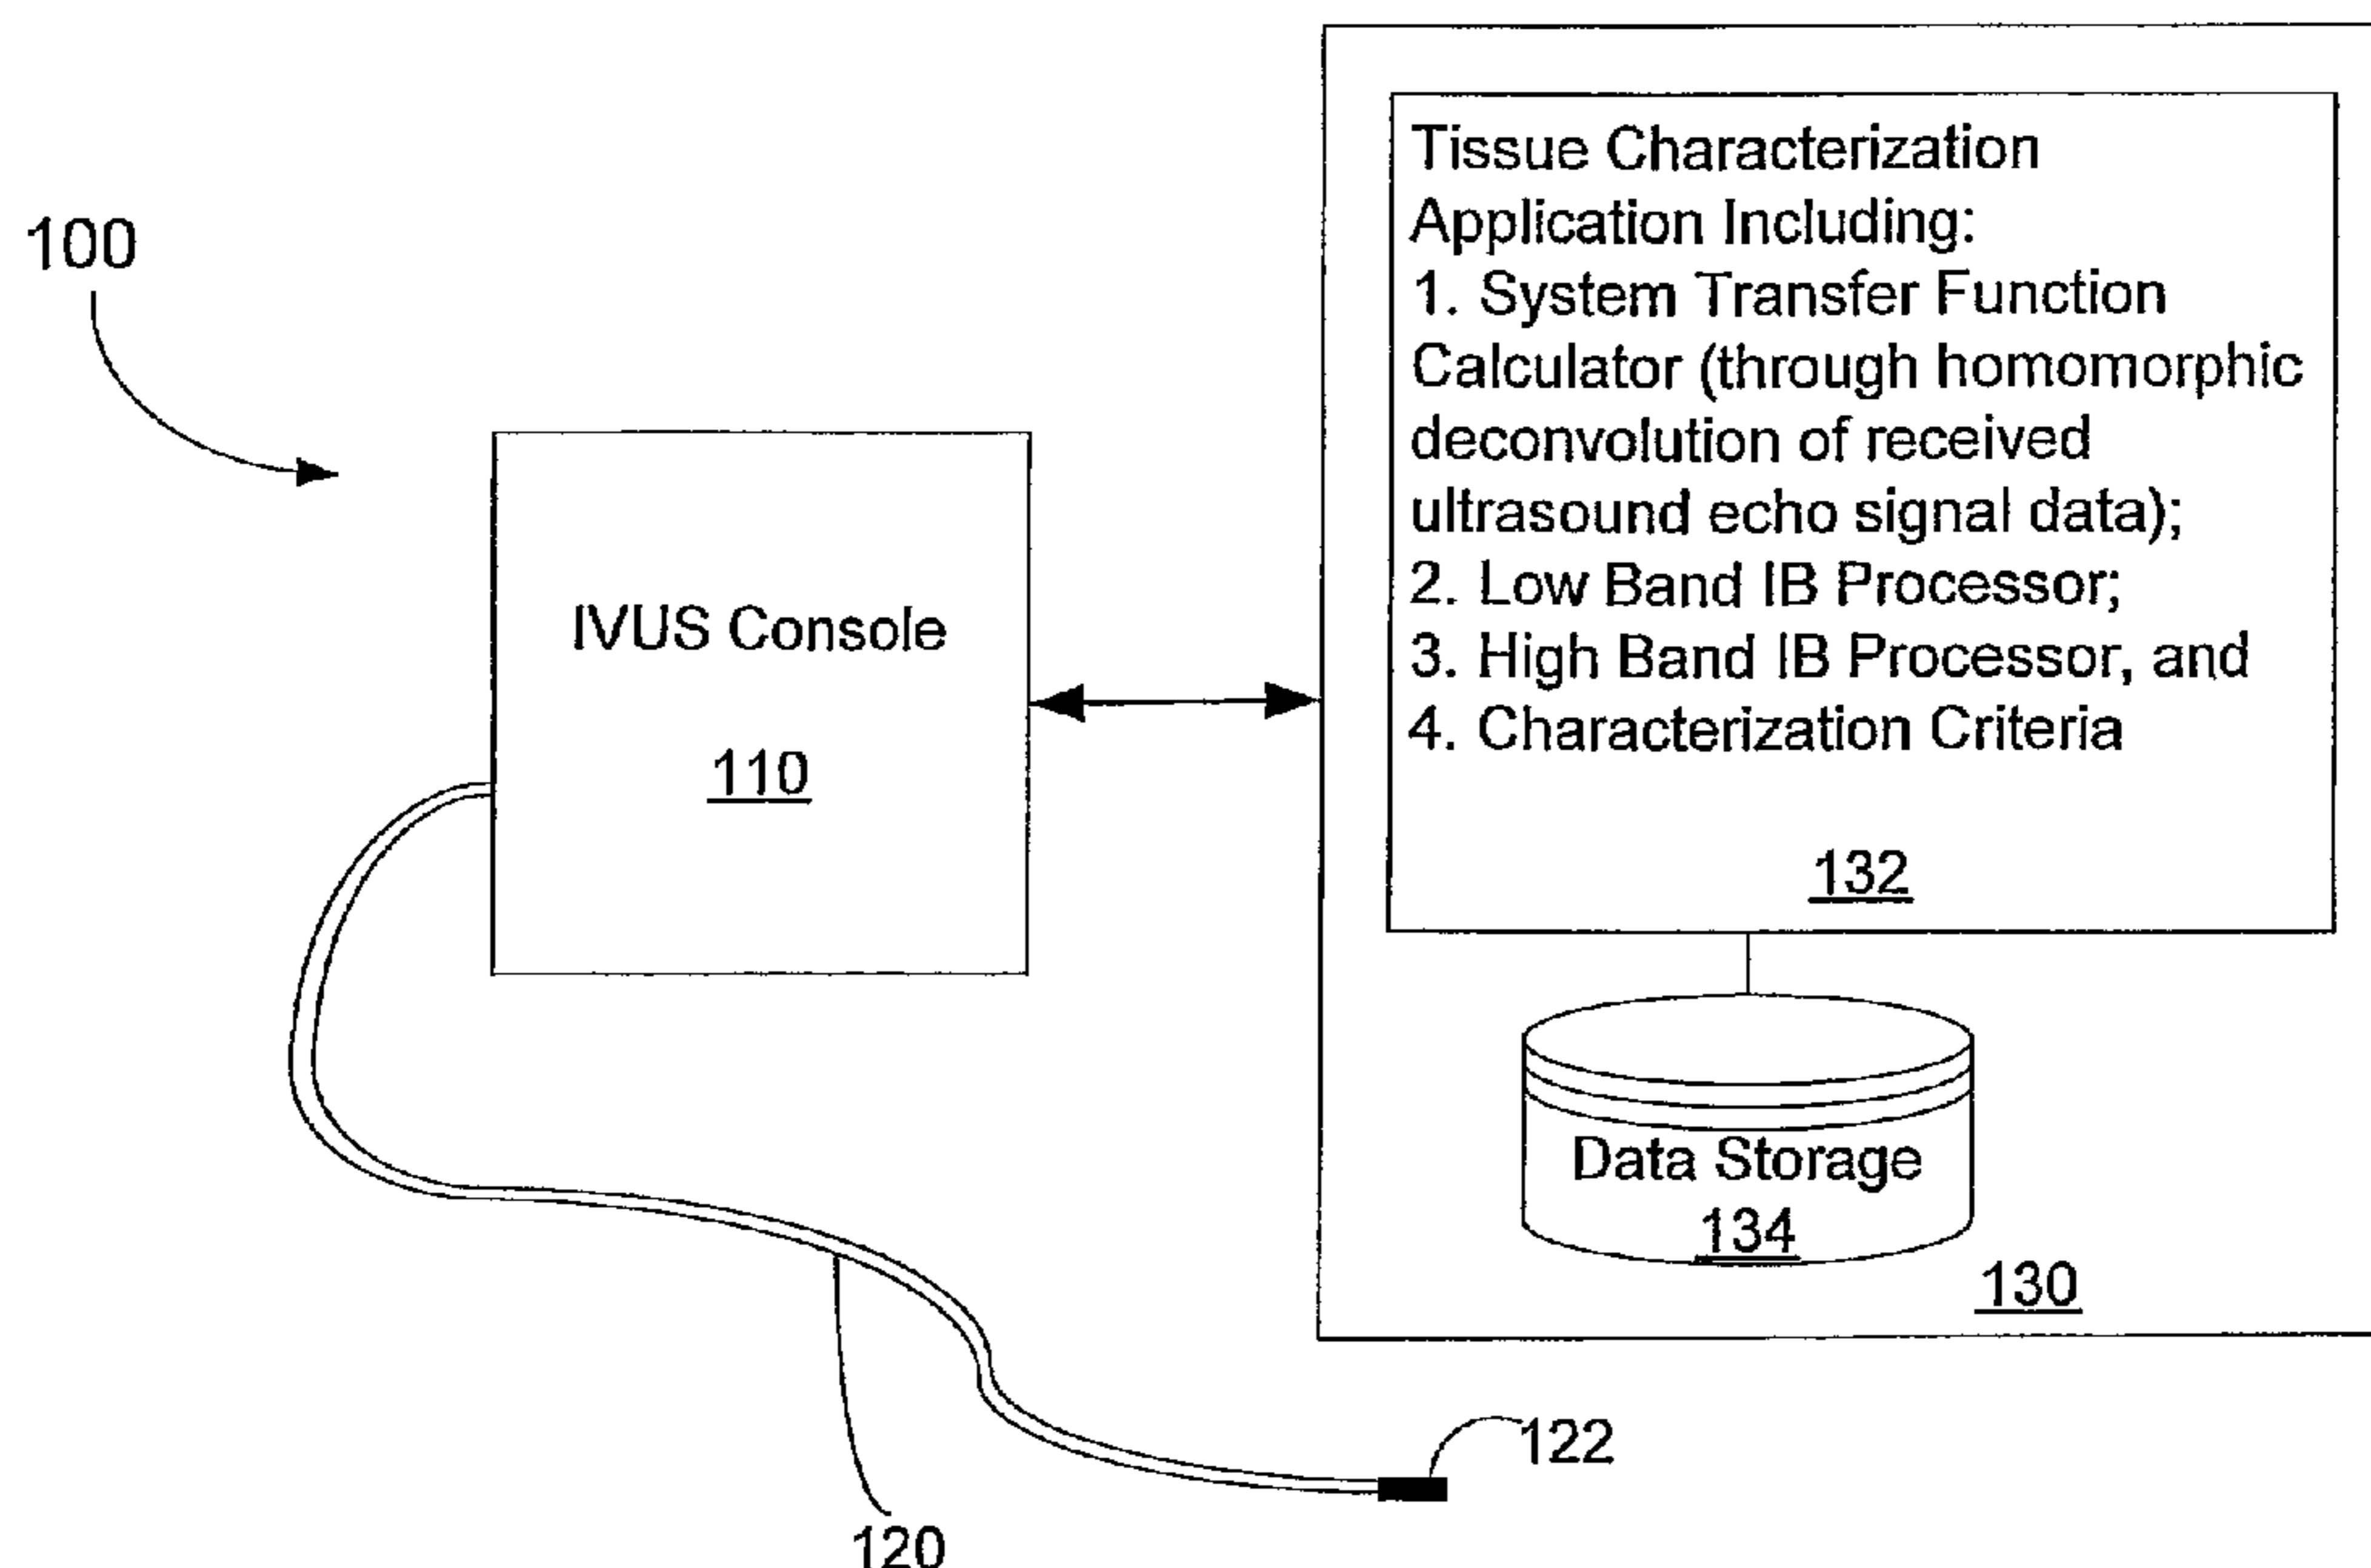 100
IVUS Console
110
Tissue Characterization
Application Including:
1. System Transfer Function
Calculator (through homomorphic
deconvolution of received
ultrasound echo signal data);
2. Low Band IB Processor;
3. High Band IB Processor, and
4. Characterization Criteria
132
Data Storage
134
130
122
120